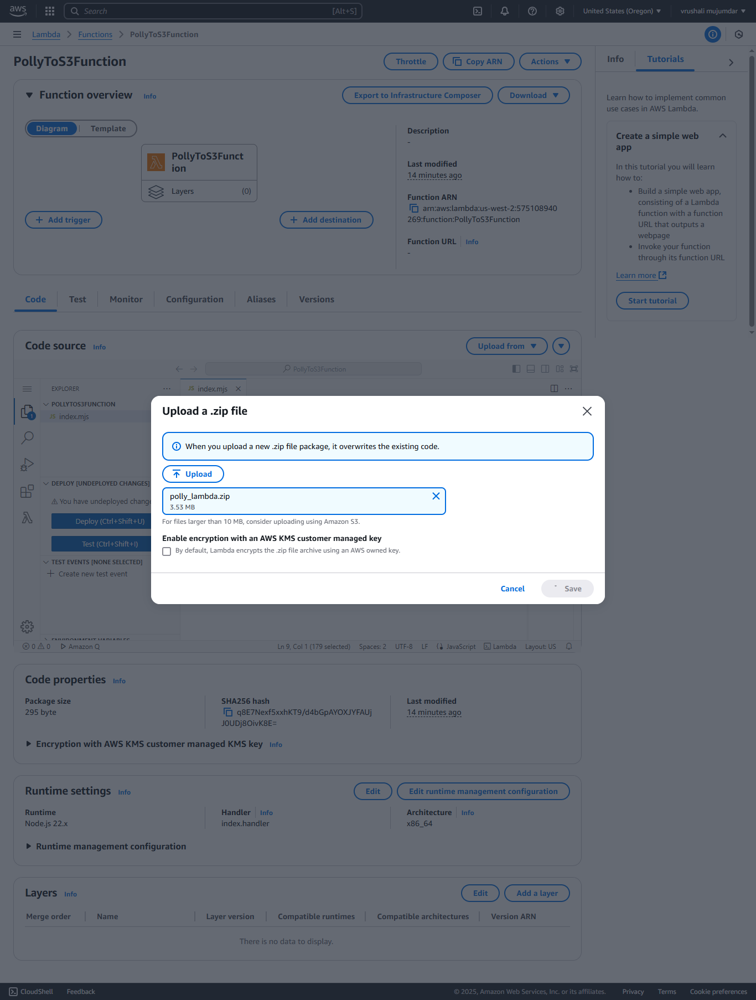 aws
Search [Alt+S]
United States (Oregon)
vrushali mujumdar
Lambda
Functions
PollyToS3Function
PollyToS3Function
Throttle
Copy ARN
Actions
Info
Tutorials
Function overview Info
Export to Infrastructure Composer
Download
Diagram
Template
PollyToS3Funct
ion
Layers (0)
Add trigger
Add destination
Description
-
Last modified
14 minutes ago
Function ARN
arn:aws:lambda:us-west-2:575108940
269:function:PollyToS3Function
Function URL Info
-
Learn how to implement common
use cases in AWS Lambda.
Create a simple web
app
In this tutorial you will learn
how to:
• Build a simple web app,
consisting of a Lambda
function with a function
URL that outputs a
webpage
• Invoke your function
through its function URL
Learn more
Start tutorial
Code
Test
Monitor
Configuration
Aliases
Versions
Code source Info
Upload from
PollyToS3Function
EXPLORER
JS index.mjs
POLLYTOS3FUNCTION
JS index.mjs
1
DEPLOY [UNDEPLOYED CHANGES]
You have undeployed change
Deploy (Ctrl+Shift+U)
Test (Ctrl+Shift+I)
TEST EVENTS [NONE SELECTED]
Create new test event
ENVIRONMENT VARIABLES
Upload a .zip file
When you upload a new .zip file package, it overwrites the existing code.
Upload
polly_lambda.zip
3.53 MB
For files larger than 10 MB, consider uploading using Amazon S3.
Enable encryption with an AWS KMS customer managed key
By default, Lambda encrypts the .zip file archive using an AWS owned key.
Cancel
Save
0 0 Amazon Q Ln 9, Col 1 (179 selected) Spaces: 2 UTF-8 LF JavaScript Lambda Layout: US
Code properties Info
Package size
295 byte
SHA256 hash
q8E7Nexf5xxhKT9/d4bGpAYOXJYFAUj
J0UDj8OivK8E=
Last modified
14 minutes ago
Encryption with AWS KMS customer managed KMS key Info
Runtime settings Info
Edit
Edit runtime management configuration
Runtime
Node.js 22.x
Handler Info
index.handler
Architecture Info
x86_64
Runtime management configuration
Layers Info
Edit
Add a layer
Merge order Name Layer version Compatible runtimes Compatible architectures Version ARN
There is no data to display.
CloudShell Feedback © 2025, Amazon Web Services, Inc. or its affiliates. Privacy Terms Cookie preferences